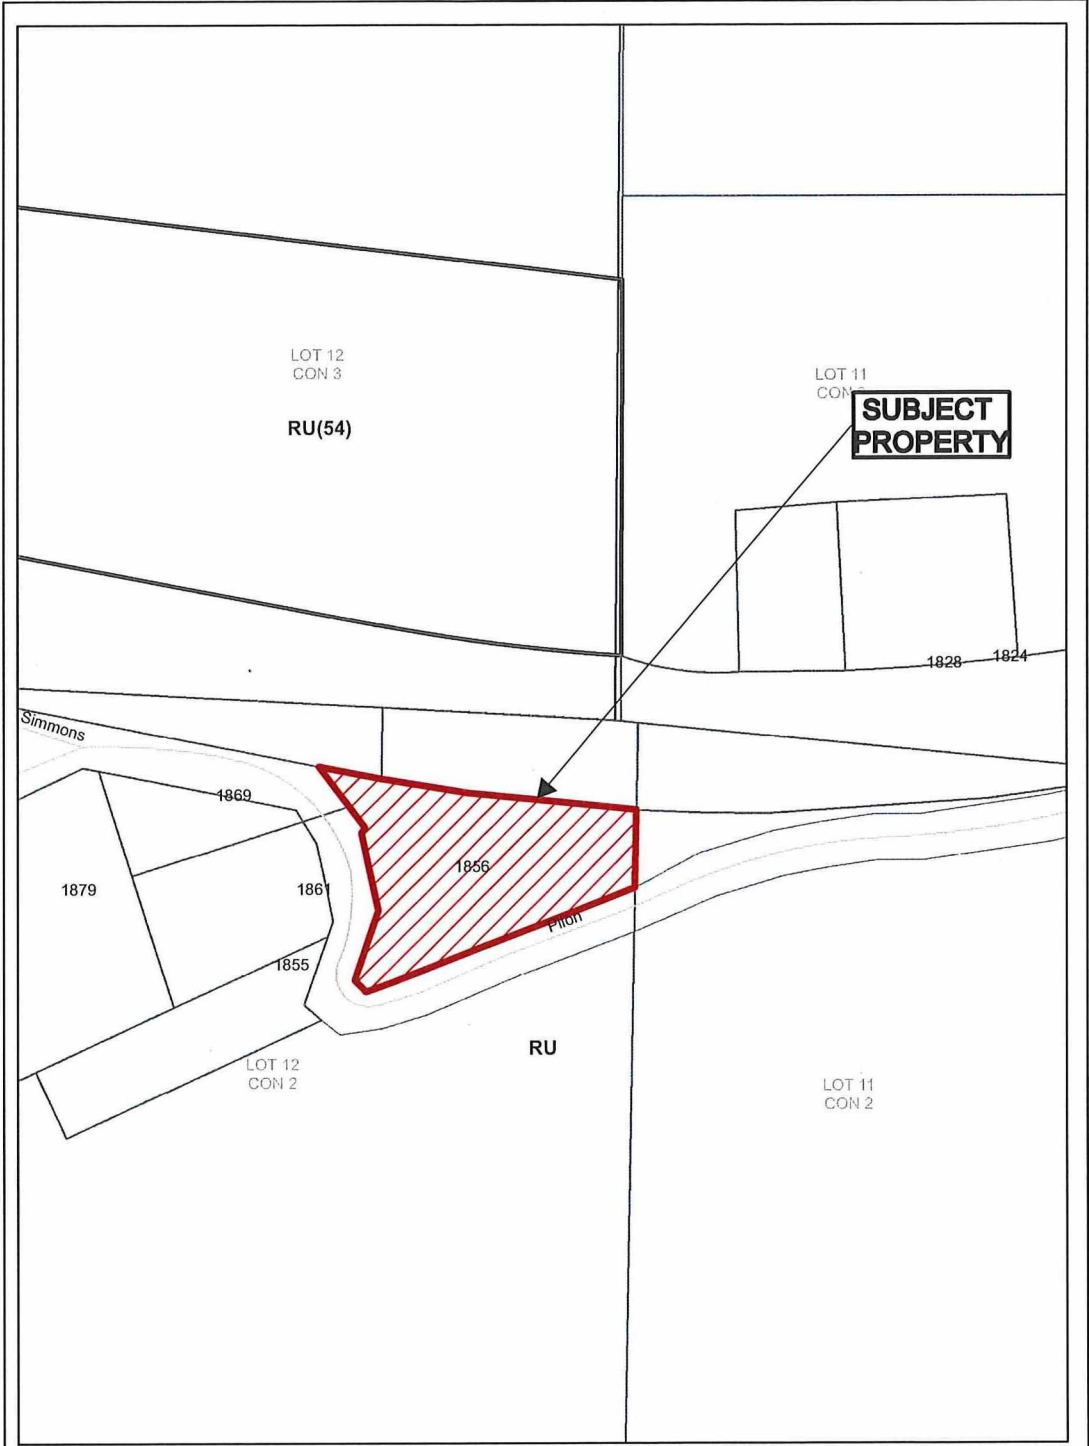 LOT 12
CON 3
RU(54)
LOT 11
CON
SUBJECT
PROPERTY
1828
1824
Simmons
1869
1856
1879
1861
Pilon
1855
RU
LOT 12
CON 2
LOT 11
CON 2